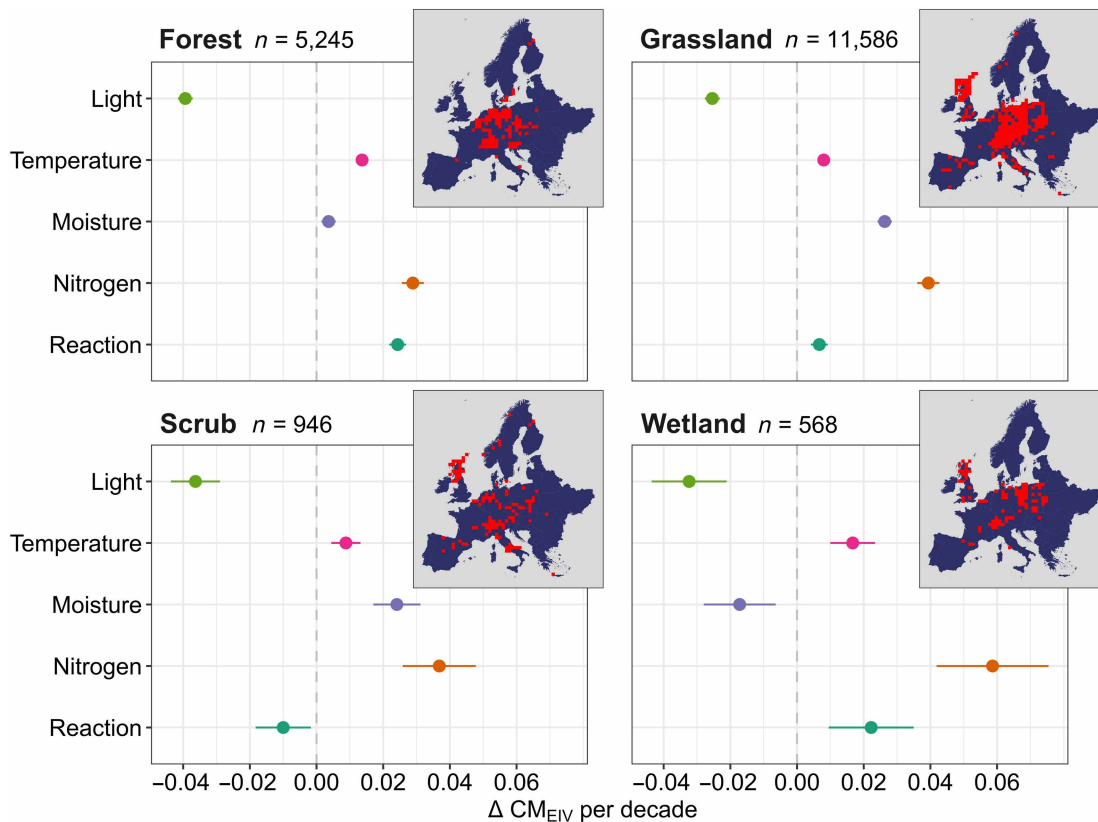 Forest n = 5,245
Grassland n = 11,586
Light
Temperature
Moisture
Nitrogen
Reaction
Scrub n = 946
Wetland n = 568
Light
Temperature
Moisture
Nitrogen
Reaction
−0.04 −0.02 0.00 0.02 0.04 0.06
−0.04 −0.02 0.00 0.02 0.04 0.06
Δ CM_EIV per decade